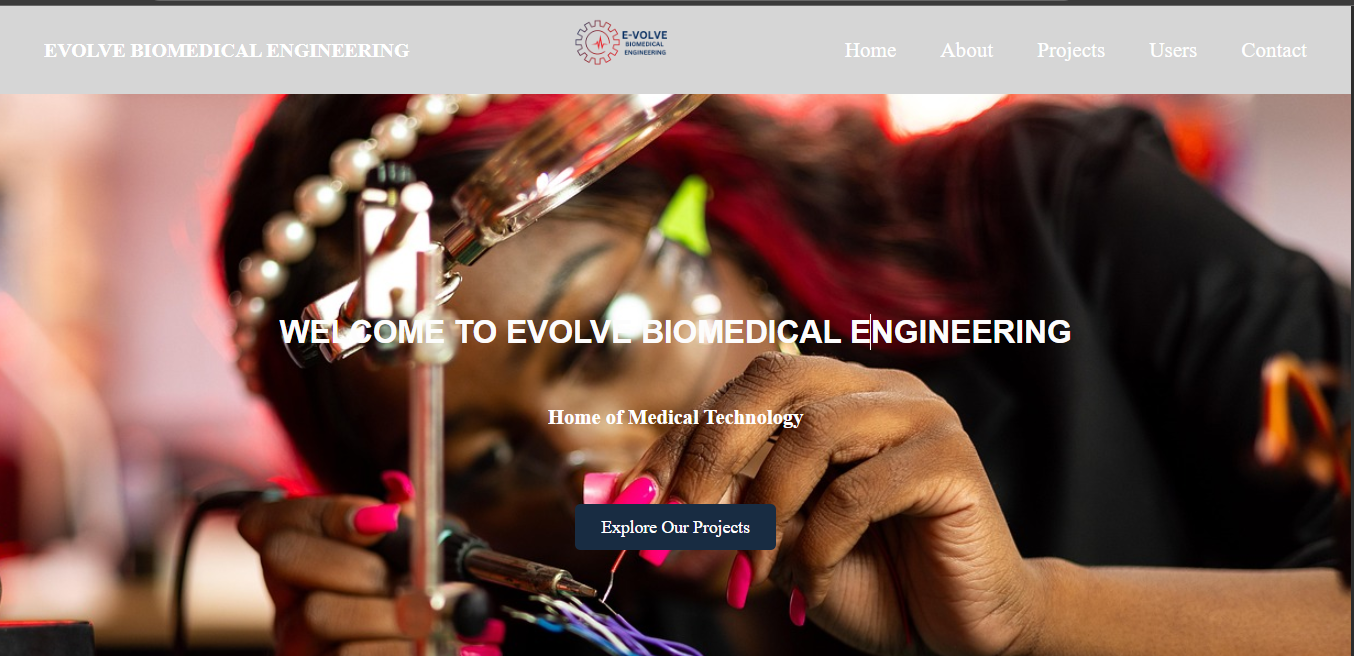 EVOLVE BIOMEDICAL ENGINEERING
E-VOLVE
BIOMEDICAL
ENGINEERING
Home
About
Projects
Users
Contact
WELCOME TO EVOLVE BIOMEDICAL ENGINEERING
Home of Medical Technology
Explore Our Projects